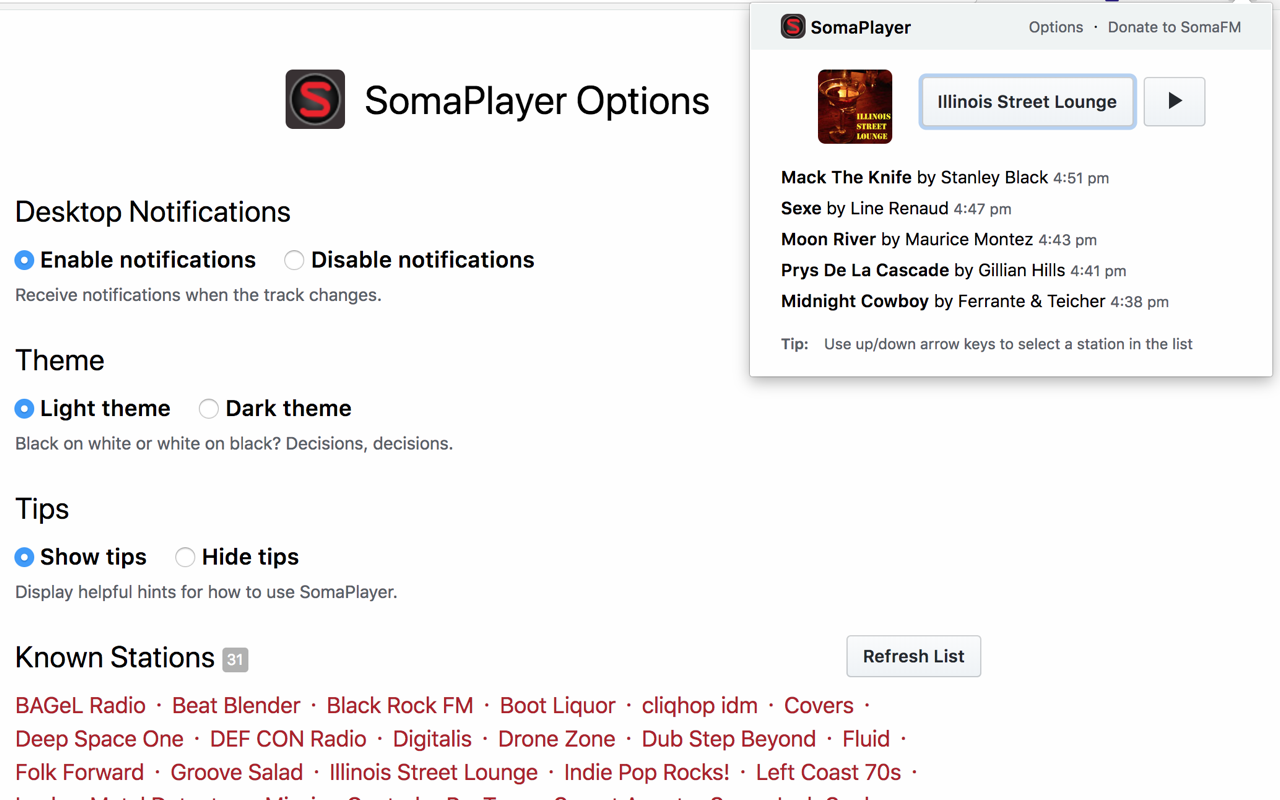 SomaPlayer Options
Desktop Notifications
Enable notifications Disable notifications
Receive notifications when the track changes.
Theme
Light theme Dark theme
Black on white or white on black? Decisions, decisions.
Tips
Show tips Hide tips
Display helpful hints for how to use SomaPlayer.
Known Stations 31
Refresh List
BAGeL Radio · Beat Blender · Black Rock FM · Boot Liquor · cliqhop idm · Covers ·
Deep Space One · DEF CON Radio · Digitalis · Drone Zone · Dub Step Beyond · Fluid ·
Folk Forward · Groove Salad · Illinois Street Lounge · Indie Pop Rocks! · Left Coast 70s ·
SomaPlayer
Options · Donate to SomaFM
ILLINOIS
STREET
LOUNGE
Illinois Street Lounge
Mack The Knife by Stanley Black 4:51 pm
Sexe by Line Renaud 4:47 pm
Moon River by Maurice Montez 4:43 pm
Prys De La Cascade by Gillian Hills 4:41 pm
Midnight Cowboy by Ferrante & Teicher 4:38 pm
Tip: Use up/down arrow keys to select a station in the list